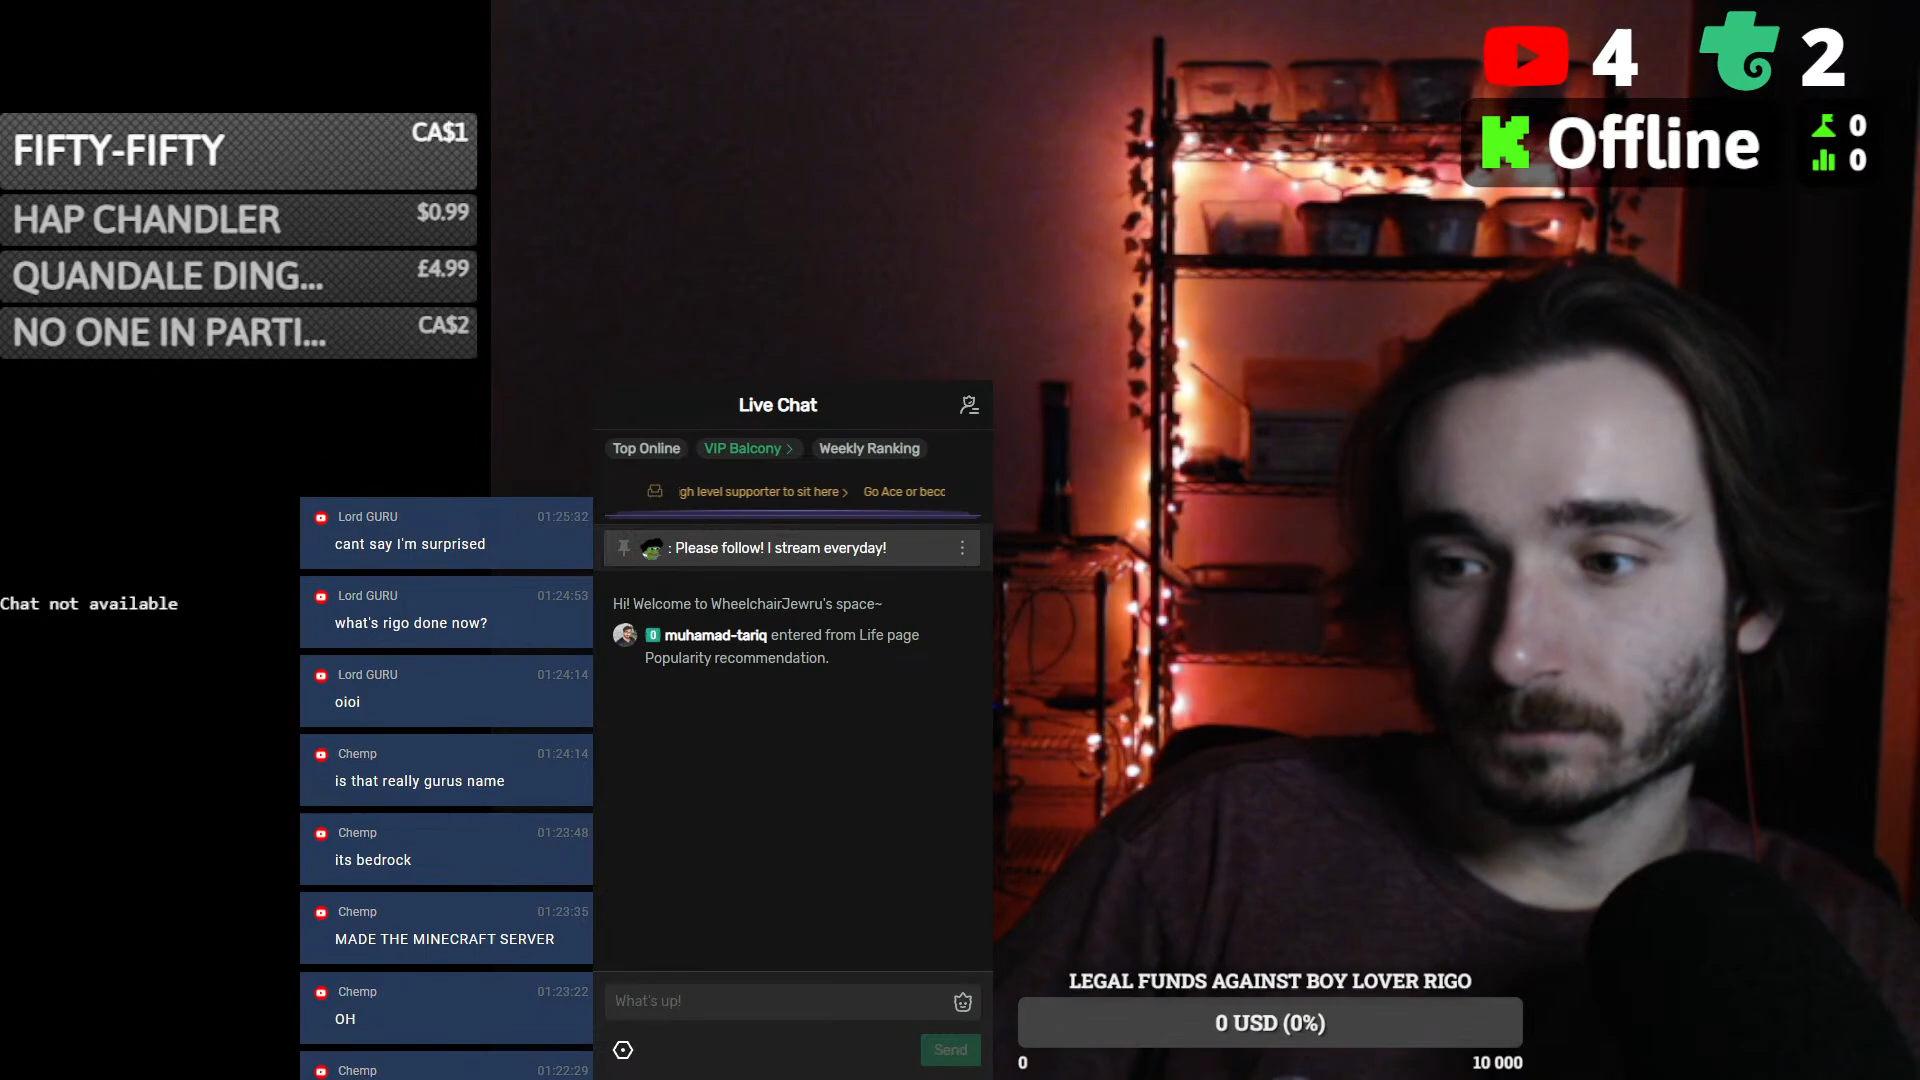 4
2
Offline
0
0
FIFTY-FIFTY
CA$1
HAP CHANDLER
$0.99
QUANDALE DING...
£4.99
NO ONE IN PARTI...
CA$2
Chat not available
Lord GURU 01:25:32
cant say I'm surprised
Lord GURU 01:24:53
what's rigo done now?
Lord GURU 01:24:14
oioi
Chemp 01:24:14
is that really gurus name
Chemp 01:23:48
its bedrock
Chemp 01:23:35
MADE THE MINECRAFT SERVER
Chemp 01:23:22
OH
Chemp 01:22:29
Live Chat
Top Online VIP Balcony > Weekly Ranking
igh level supporter to sit here > Go Ace or becc
: Please follow! I stream everyday!
Hi! Welcome to WheelchairJewru's space~
0 muhamad-tariq entered from Life page
Popularity recommendation.
What's up!
Send
LEGAL FUNDS AGAINST BOY LOVER RIGO
0 USD (0%)
0 10 000